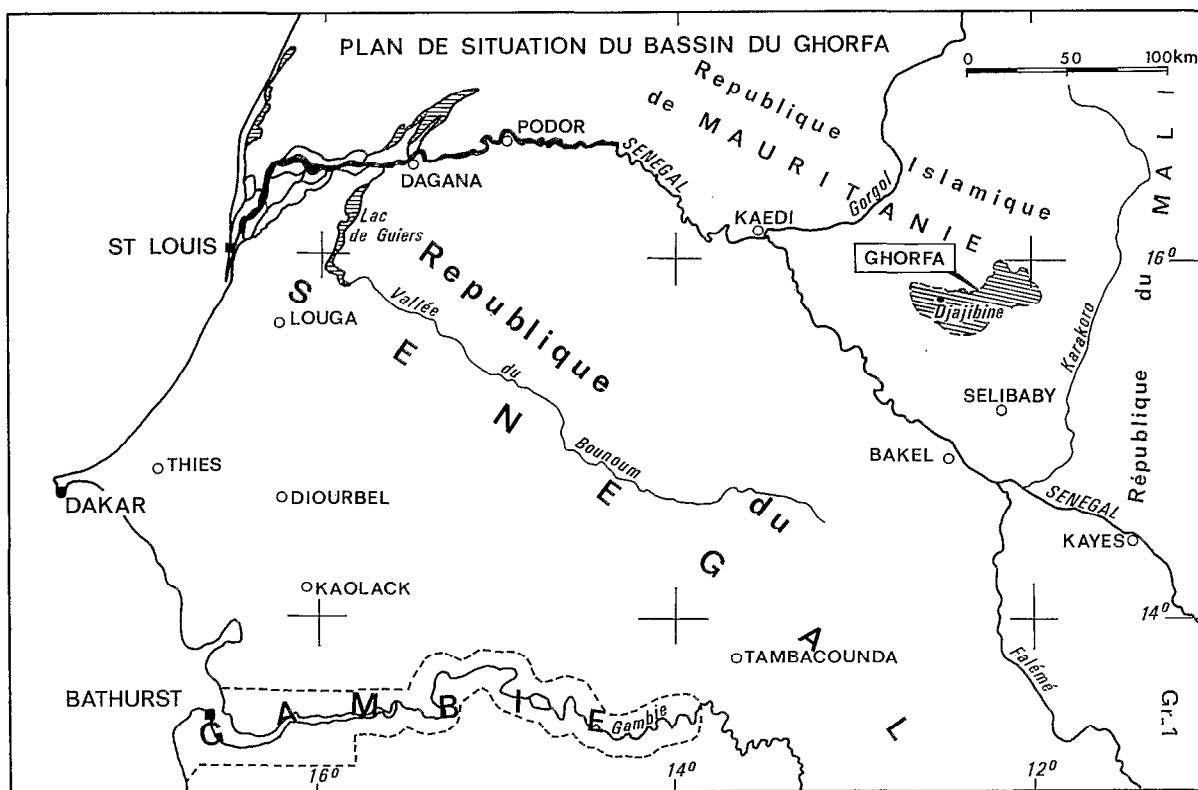 PLAN DE SITUATION DU BASSIN DU GHORFA
0 50 100km
Republique
de MAURITANIE
Islamique
PODOR
SENEGAL
DAGANA
Gorgol
KAEDI
Lac
de Guiers
ST LOUIS
GHORFA
16°
Djajibine
Republique
du
SENEGAL
LOUGA
Vallée
du
Bounoum
Karakoro
République
du
MALI
SELIBABY
BAKEL
THIES
DAKAR
DIOURBEL
SENEGAL
KAYES
KAOLACK
14°
TAMBACOUNDA
Falémé
BATHURST
GAMBIE
Gambie
Gr.1
16°
14°
12°